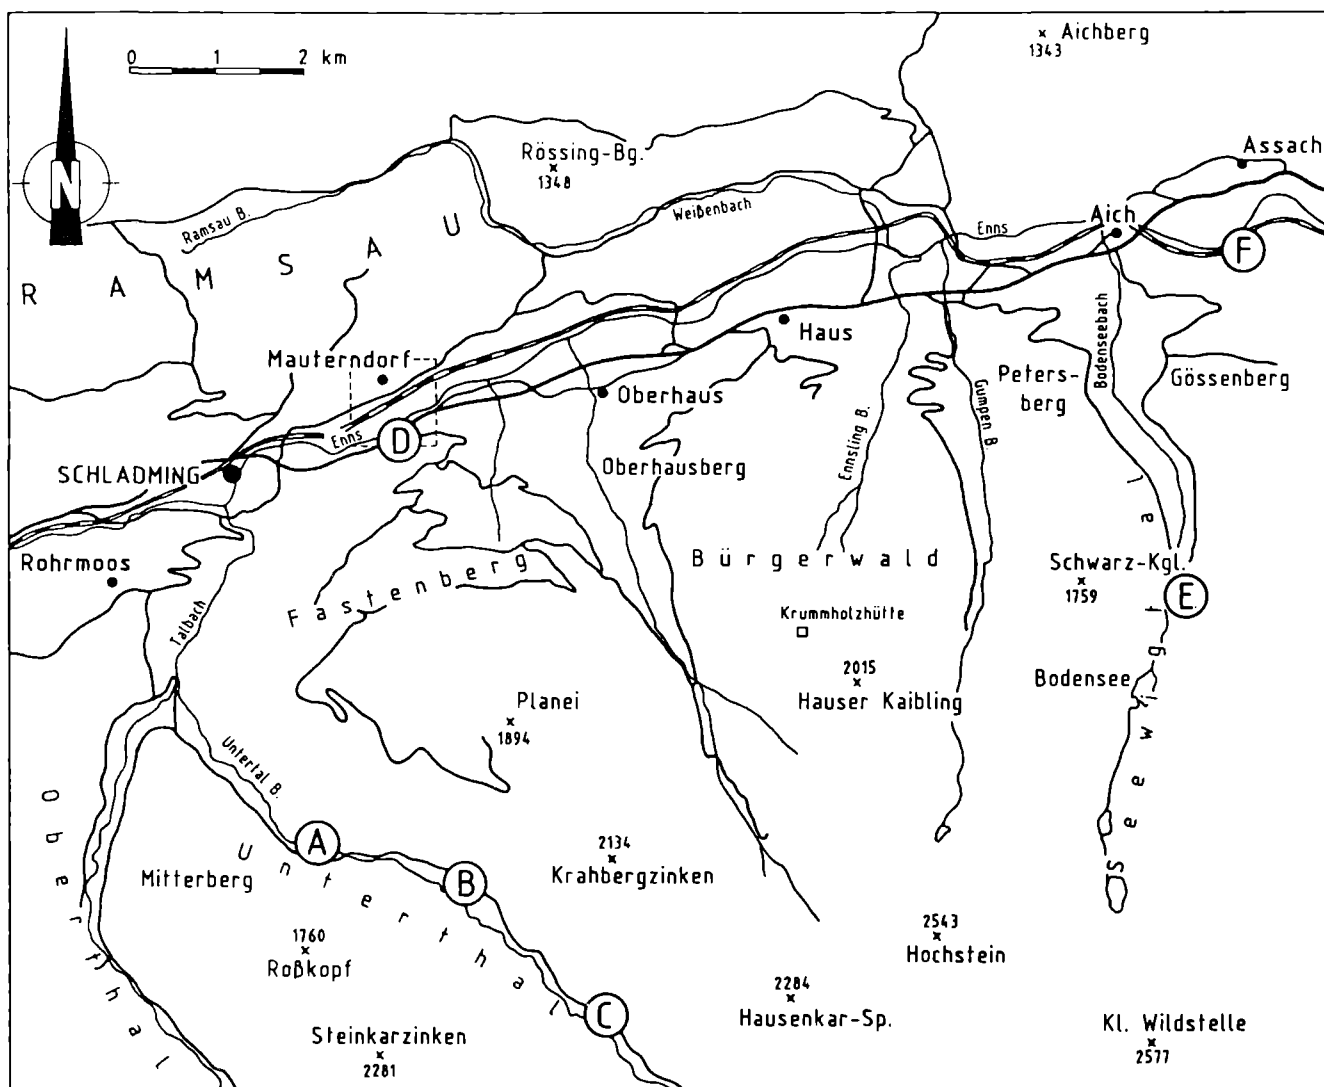 0 1 2 km
Aichberg
1343
N
Rössing-Bg.
1348
Assach
Ramsau B.
Weißenbach
Enns
Aich
F
RAMSAU
Bodenseebach
Mauterndorf
Haus
Peters-
berg
Gössenberg
Oberhaus
Enns
D
SCHLADMING
Oberhausberg
Ennsling B.
Gumpen B.
Rohrmoos
Fastenberg
Bürgerwald
Schwarz-Kgl.
1759
E
Talbach
Krummholzhütte
2015
Hauser Kaibling
Bodensee
Seewigtal
Planei
1894
Untertal B.
Oberthal
A
Unterthal
Mitterberg
B
2134
Krahbergzinken
1760
Roßkopf
2543
Hochstein
2284
Hausenkar-Sp.
C
Steinkarzinken
2281
Kl. Wildstelle
2577